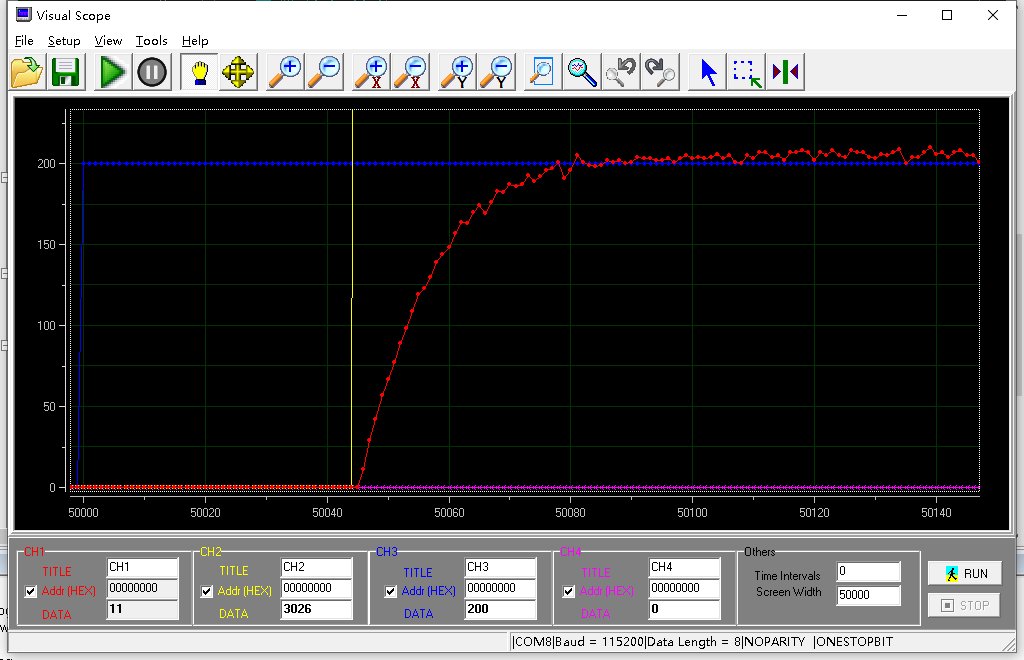 Visual Scope
File Setup View Tools Help
X X Y Y
200
150
100
50
0
50000 50020 50040 50060 50080 50100 50120 50140
CH1 CH2 CH3 CH4 Others
TITLE CH1 TITLE CH2 TITLE CH3 TITLE CH4 Time Intervals 0 RUN
Addr (HEX) 00000000 Addr (HEX) 00000000 Addr (HEX) 00000000 Addr (HEX) 00000000 Screen Width 50000
DATA 11 DATA 3026 DATA 200 DATA 0 STOP
|COM8|Baud = 115200|Data Length = 8|NOPARITY |ONESTOPBIT